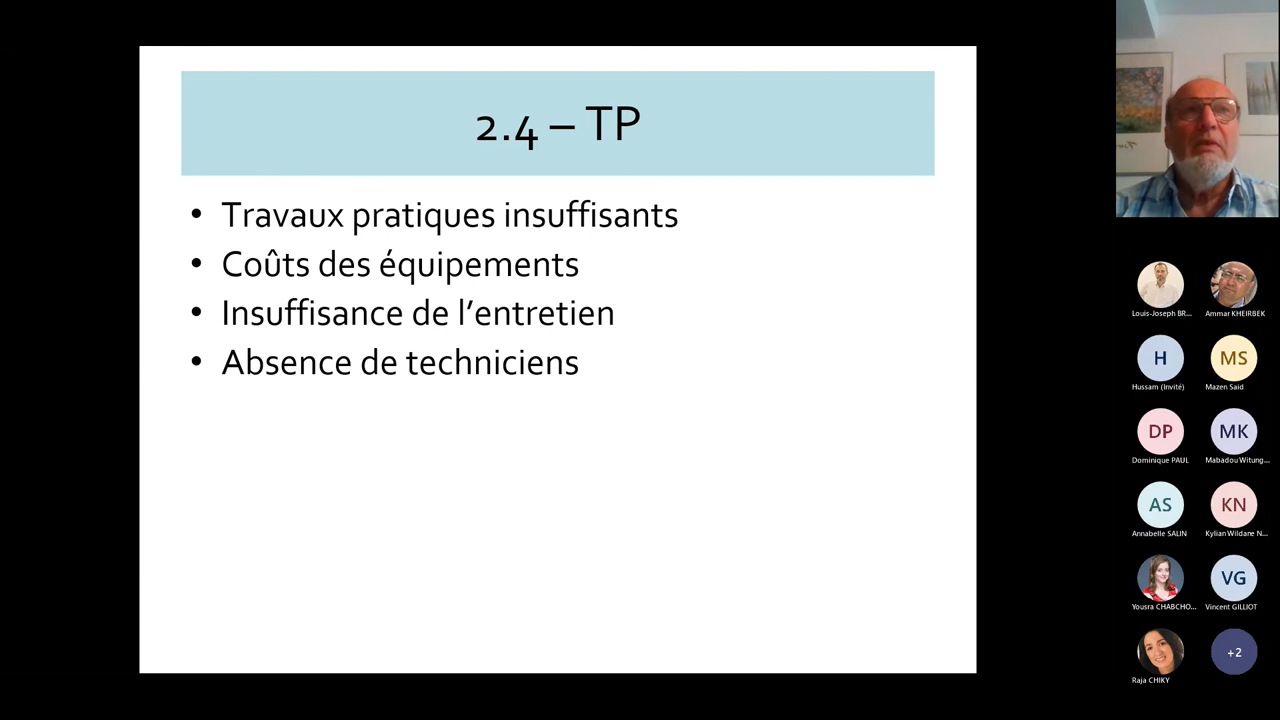 2.4 – TP
• Travaux pratiques insuffisants
• Coûts des équipements
• Insuffisance de l’entretien
• Absence de techniciens
Louis-Joseph BR...
Ammar KHEIRBEK
H
MS
Hussam (Invité)
Mazen Said
DP
MK
Dominique PAUL
Mabadou Witung...
AS
KN
Annabelle SALIN
Kylian Wildane N...
VG
Yousra CHABCHO...
Vincent GILLIOT
+2
Raja CHIKY